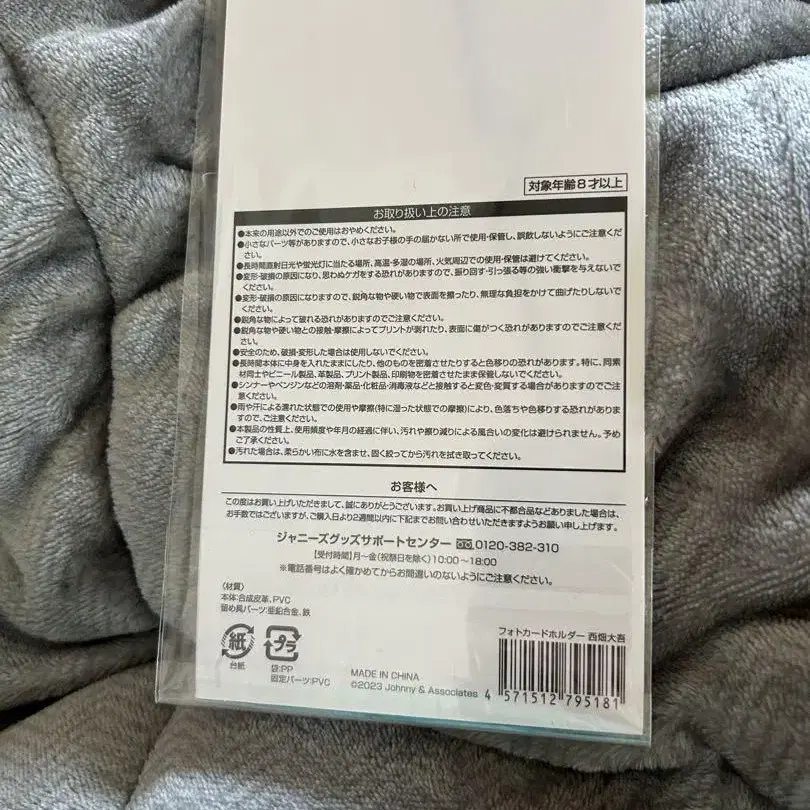 対象年齢8才以上
お取り扱い上の注意
●本来の用途以外でのご使用はおやめください。
●小さなパーツ等がありますので、小さなお子様の手の届かない所で使用・保管し、誤飲しないようにご注意くだ
さい。
●長時間直射日光や蛍光灯に当たる場所、高温・多湿の場所、火気周辺での使用・保管は避けてください。
●変形・破損の原因になり、思わぬケガをする恐れがありますので、振り回す・引っ張る等の強い衝撃を与えないで
ください。
●変形・破損の原因になりますので、鋭角な物や硬い物で表面を擦ったり、無理な負担をかけて曲げたりしないで
ください。
●鋭角な物によって破れる恐れがありますのでご注意ください。
●鋭角な物や硬い物との接触・摩擦によってプリントが剥れたり、表面に傷がつく恐れがありますのでご注意ください。
●安全のため、破損・変形した場合は使用しないでください。
●長時間本体に中身を入れたままにしたり、他のものを密着させたりすると色移りの恐れがあります。特に、同素
材同士やビニール製品、革製品、プリント製品、印刷物を密着させたまま保管しないでください。
●シンナーやベンジンなどの溶剤・薬品・化粧品・消毒液などと接触すると変色・変質する場合がありますのでご注
意ください。
●雨や汗による濡れた状態での使用や摩擦(特に湿った状態での摩擦)により、色落ちや色移りする恐れがありま
すので、ご注意ください。
●本製品の性質上、使用頻度や年月の経過に伴い、汚れや擦り減りによる風合いの変化は避けられません。予め
ご了承ください。
●汚れた場合は、柔らかい布に水を含ませ、固く絞ってから汚れを拭き取ってください。
お客様へ
この度はお買い上げいただきまして、誠にありがとうございます。お買い上げ商品に不都合品などありました場合は、
お手数ではございますが、ご購入日より2週間以内に下記までお問い合わせいただきますようお願い申し上げます。
ジャニーズグッズサポートセンター 0120-382-310
【受付時間】月〜金(祝祭日を除く)10:00〜18:00
※電話番号はよく確かめてからお間違いのないようにご注意ください。
〈材質〉
本体:合成皮革、PVC
留め具パーツ:亜鉛合金、鉄
紙
台紙
プラ
袋:PP
固定パーツ:PVC
MADE IN CHINA
©2023 Johnny & Associates
フォトカードホルダー 西畑大吾
4 571512 795181